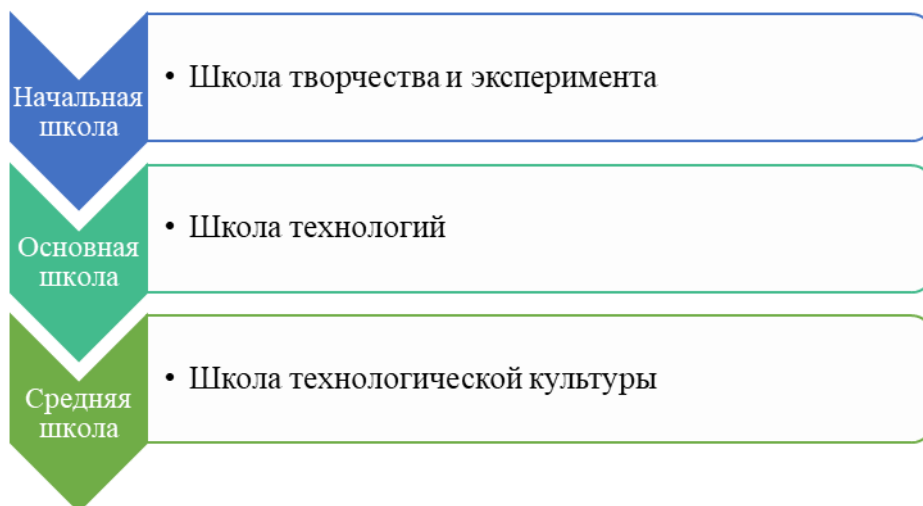 Начальная
школа
• Школа творчества и эксперимента
Основная
школа
• Школа технологий
Средняя
школа
• Школа технологической культуры